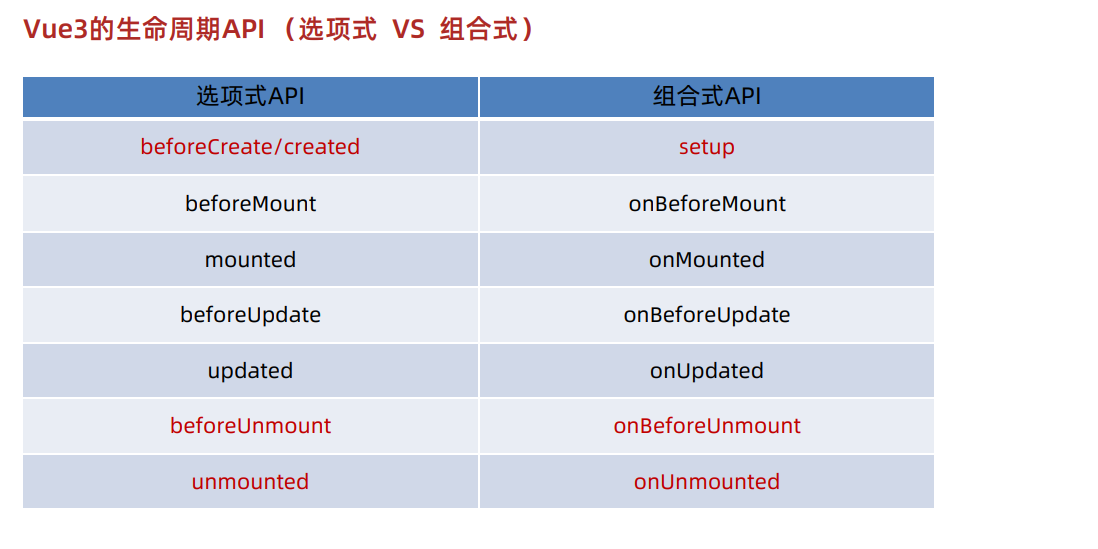 Vue3的生命周期API （选项式 VS 组合式）
选项式API 组合式API
beforeCreate/created setup
beforeMount onBeforeMount
mounted onMounted
beforeUpdate onBeforeUpdate
updated onUpdated
beforeUnmount onBeforeUnmount
unmounted onUnmounted